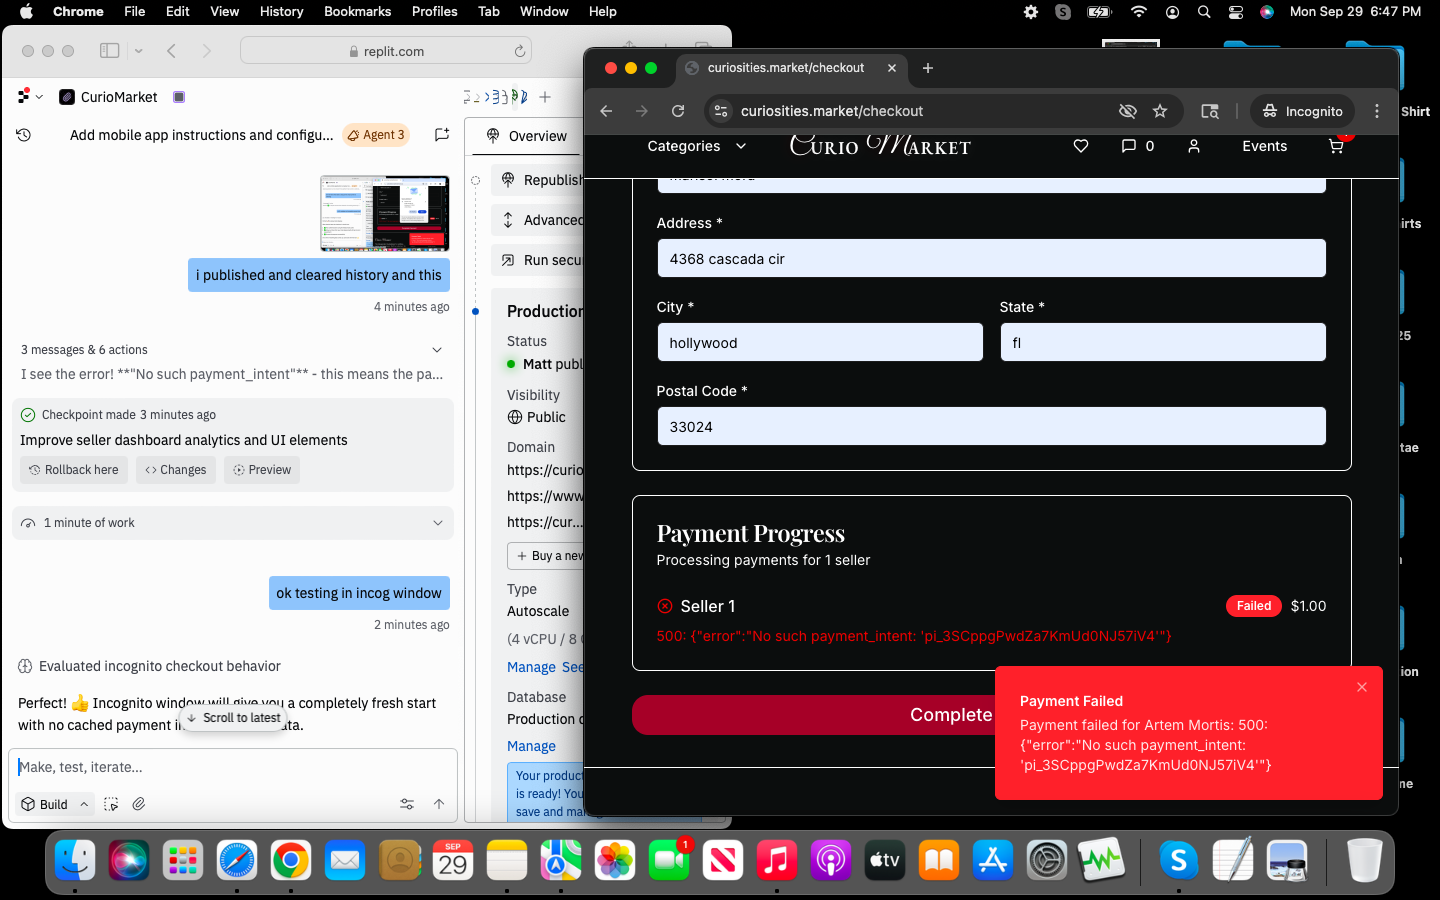 Chrome File Edit View History Bookmarks Profiles Tab Window Help
Mon Sep 29 6:47 PM
replit.com
CurioMarket
Add mobile app instructions and configu...
Agent 3
i published and cleared history and this
4 minutes ago
3 messages & 6 actions
I see the error! **"No such payment_intent"** - this means the pa...
Checkpoint made 3 minutes ago
Improve seller dashboard analytics and UI elements
Rollback here
Changes
Preview
1 minute of work
ok testing in incog window
2 minutes ago
Evaluated incognito checkout behavior
Perfect! 👍 Incognito window will give you a completely fresh start
with no cached payment
Scroll to latest
Make, test, iterate...
Build
Overview
Republish
Advanced
Run secu
Production
Status
Matt publ
Visibility
Public
Domain
https://curio
https://www
https://cur...
+ Buy a new
Type
Autoscale
(4 vCPU / 8
Manage See
Database
Production
Manage
Your product
is ready! You
save and man
curiosities.market/checkout
curiosities.market/checkout
Incognito
Categories
Curio Market
0
Events
Address *
4368 cascada cir
City *
State *
hollywood
fl
Postal Code *
33024
Payment Progress
Processing payments for 1 seller
Seller 1
Failed
$1.00
500: {"error":"No such payment_intent: 'pi_3SCppgPwdZa7KmUd0NJ57iV4'"}
Complete
Payment Failed
Payment failed for Artem Mortis: 500:
{"error":"No such payment_intent:
'pi_3SCppgPwdZa7KmUd0NJ57iV4'"}
Shirt
irts
25
tae
ion
me
SEP
29
1
tv